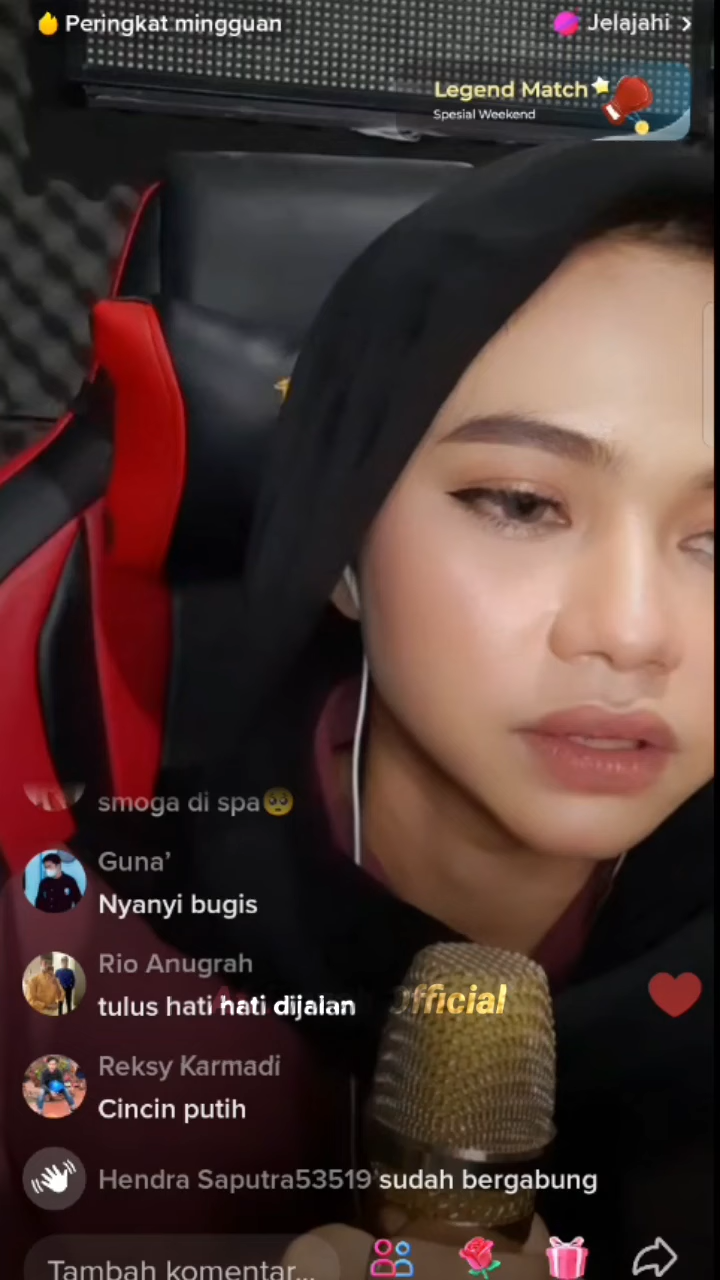 Peringkat mingguan
Jelajahi
Legend Match
Spesial Weekend
smoga di spa🥺
Guna’
Nyanyi bugis
Rio Anugrah
tulus hati hati dijalan
Official
Reksy Karmadi
Cincin putih
Hendra Saputra53519 sudah bergabung
Tambah komentar...